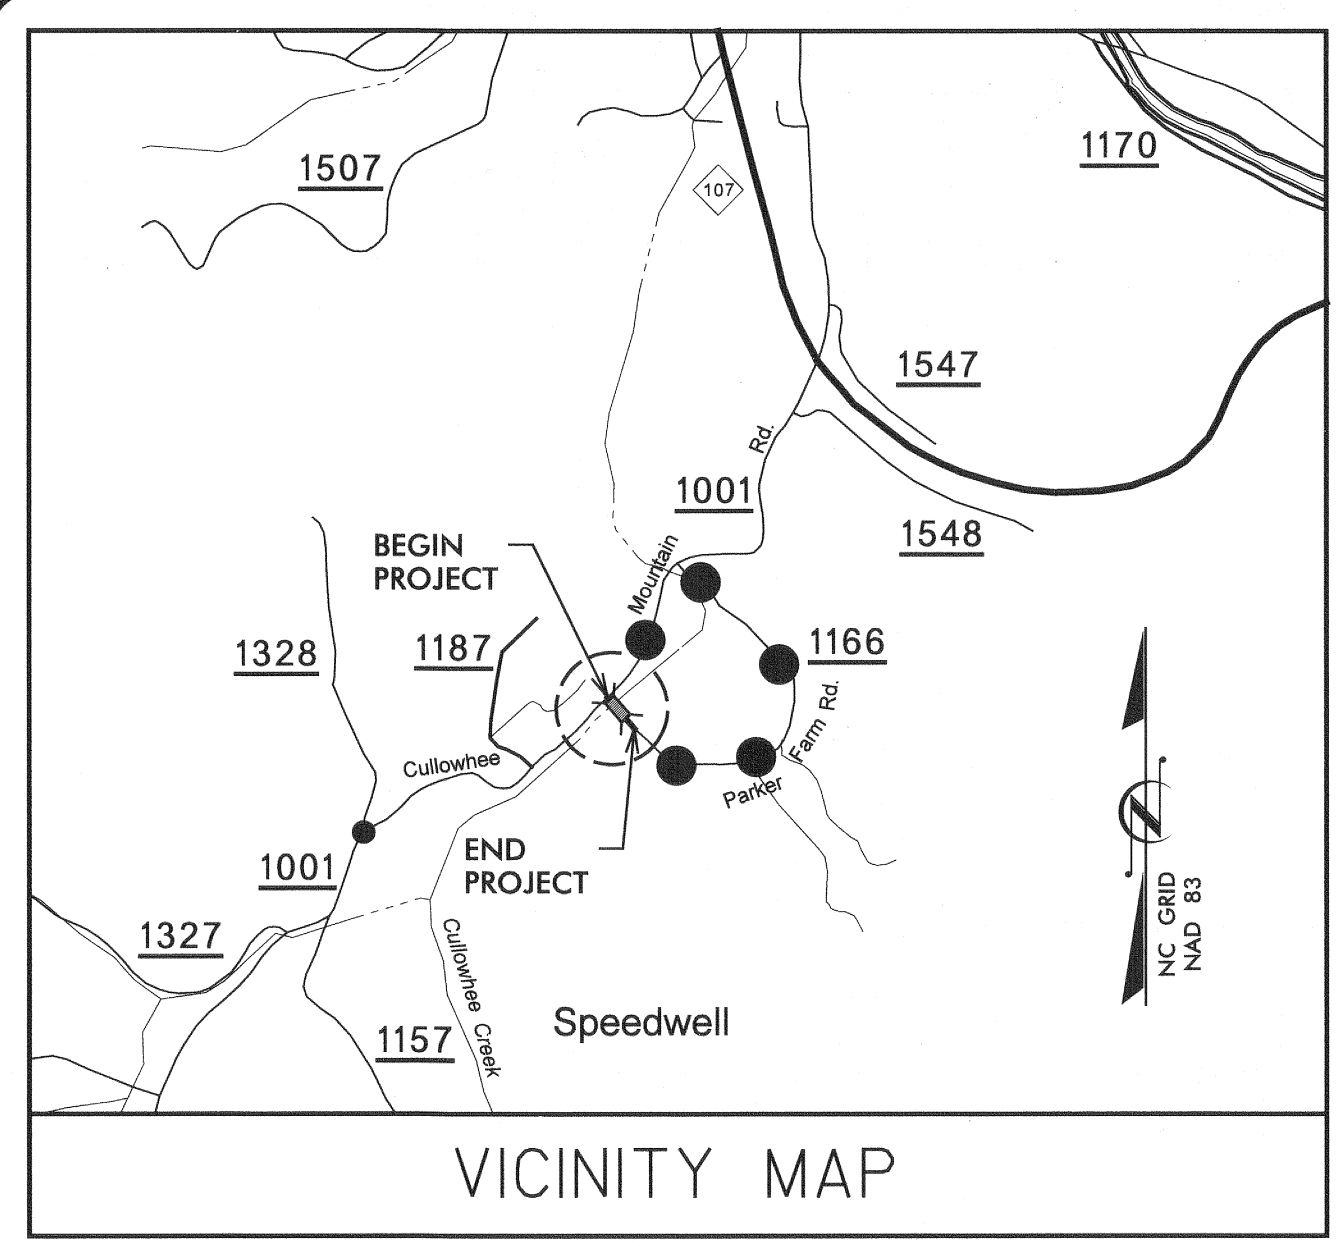 1507
1170
107
1547
Rd.
1001
1548
BEGIN
PROJECT
Mountain
1187
1166
1328
Farm Rd.
Cullowhee
Parker
END
PROJECT
1001
1327
Cullowhee Creek
NC GRID
NAD 83
N
Speedwell
1157
VICINITY MAP